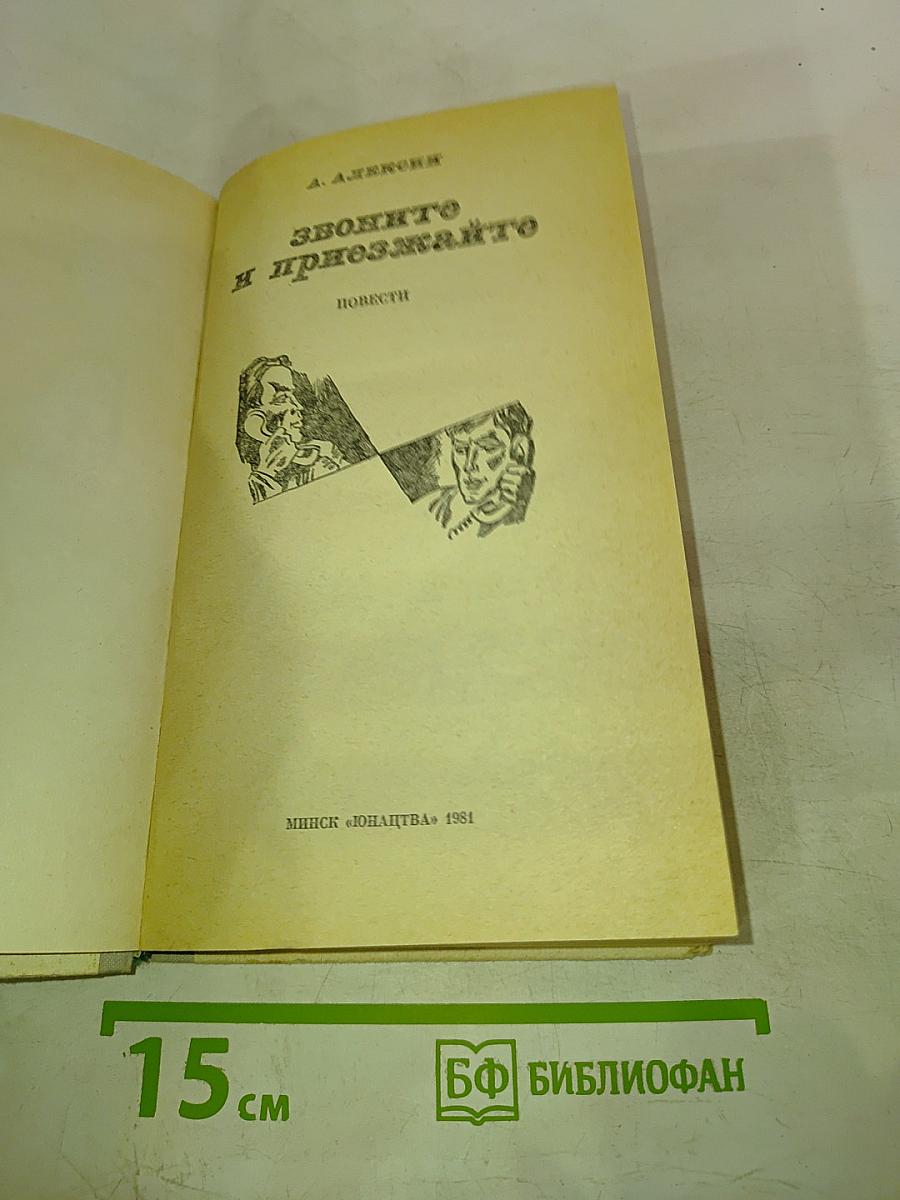 А. АЛЕКСИН
звоните
и приезжайте
ПОВЕСТИ
МИНСК «ЮНАЦТВА» 1981
15 см
БФ БИБЛИОФАН